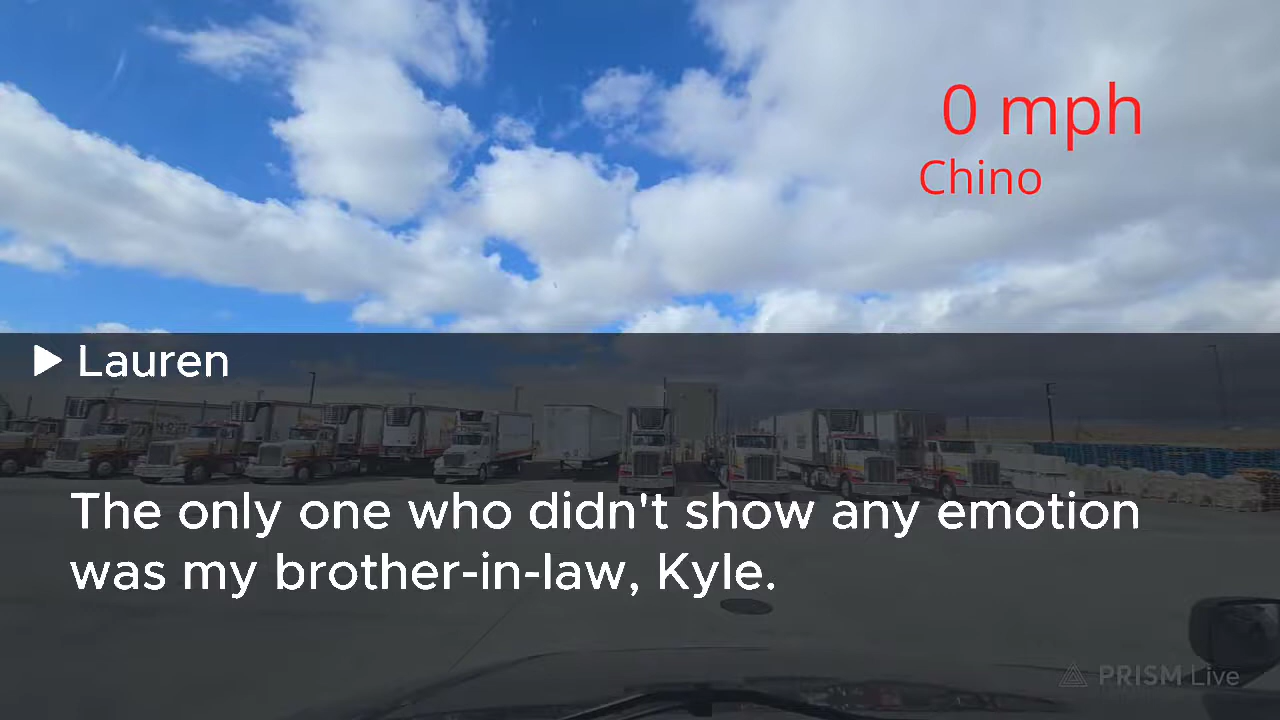 0 mph
Chino
▶ Lauren
The only one who didn't show any emotion
was my brother-in-law, Kyle.
PRISM Live